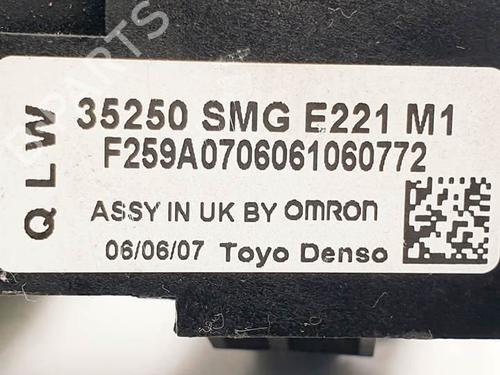 QLW
35250 SMG E221 M1
F259A0706061060772
ASSY IN UK BY OMRON
06/06/07 Toyo Denso